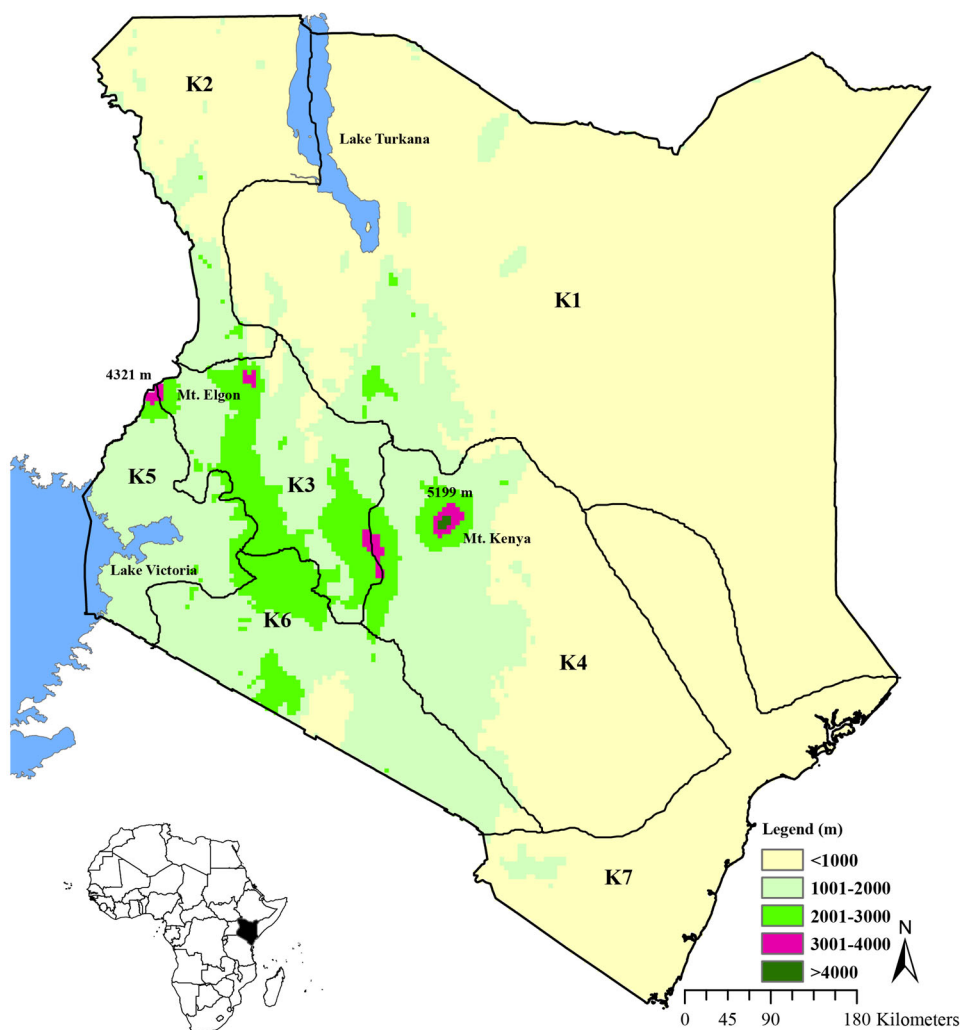 K2
Lake Turkana
K1
4321 m
Mt. Elgon
K5
K3
5199 m
Mt. Kenya
Lake Victoria
K6
K4
K7
Legend (m)
<1000
1001-2000
2001-3000
3001-4000
>4000
N
0 45 90 180 Kilometers